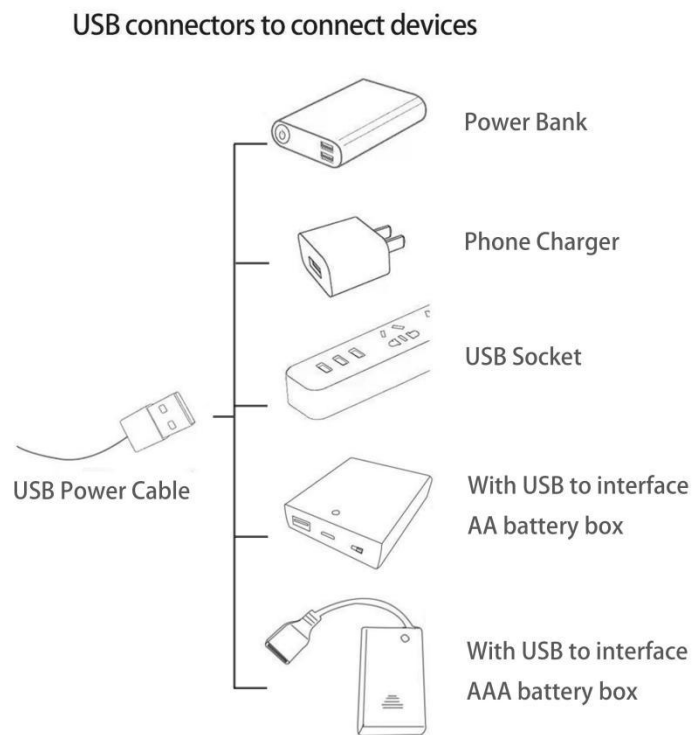 USB connectors to connect devices
Power Bank
Phone Charger
USB Socket
USB Power Cable
With USB to interface
AA battery box
With USB to interface
AAA battery box